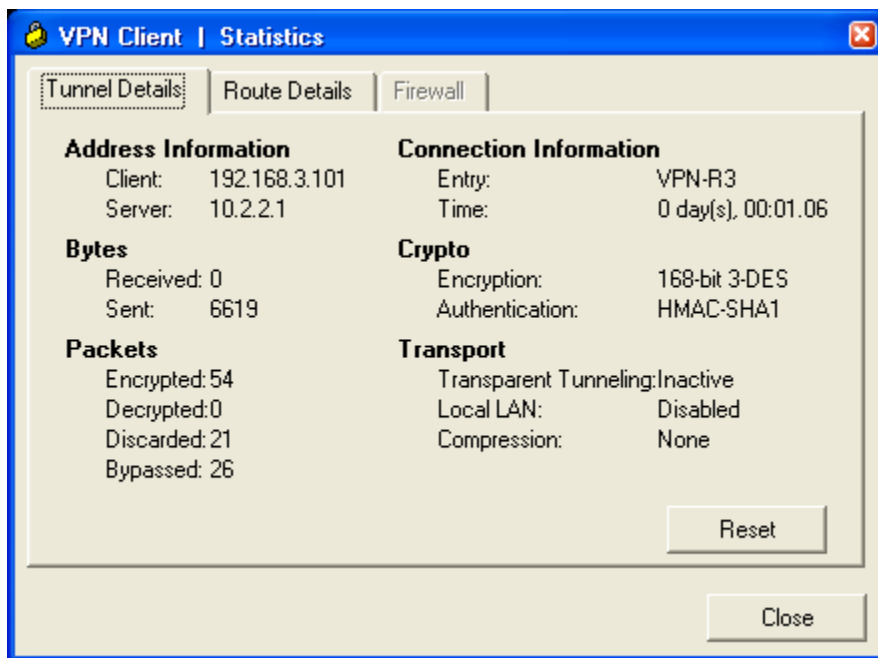 VPN Client | Statistics
Tunnel Details Route Details Firewall
Address Information
Client: 192.168.3.101
Server: 10.2.2.1
Connection Information
Entry: VPN-R3
Time: 0 day(s), 00:01.06
Bytes
Received: 0
Sent: 6619
Crypto
Encryption: 168-bit 3-DES
Authentication: HMAC-SHA1
Packets
Encrypted: 54
Decrypted: 0
Discarded: 21
Bypassed: 26
Transport
Transparent Tunneling: Inactive
Local LAN: Disabled
Compression: None
Reset
Close